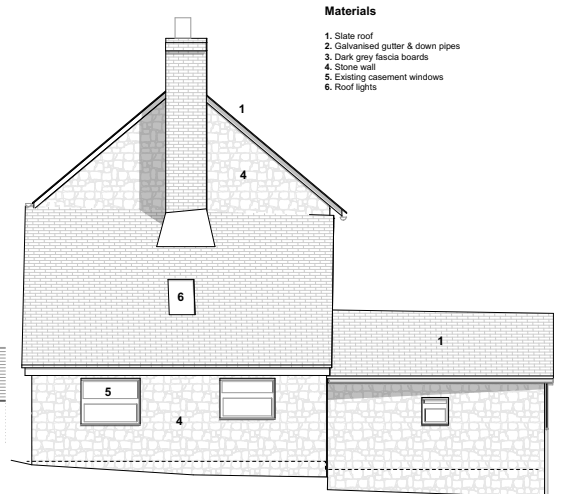 Materials
1. Slate roof
2. Galvanised gutter & down pipes
3. Dark grey fascia boards
4. Stone wall
5. Existing casement windows
6. Roof lights
1
4
6
1
5
4